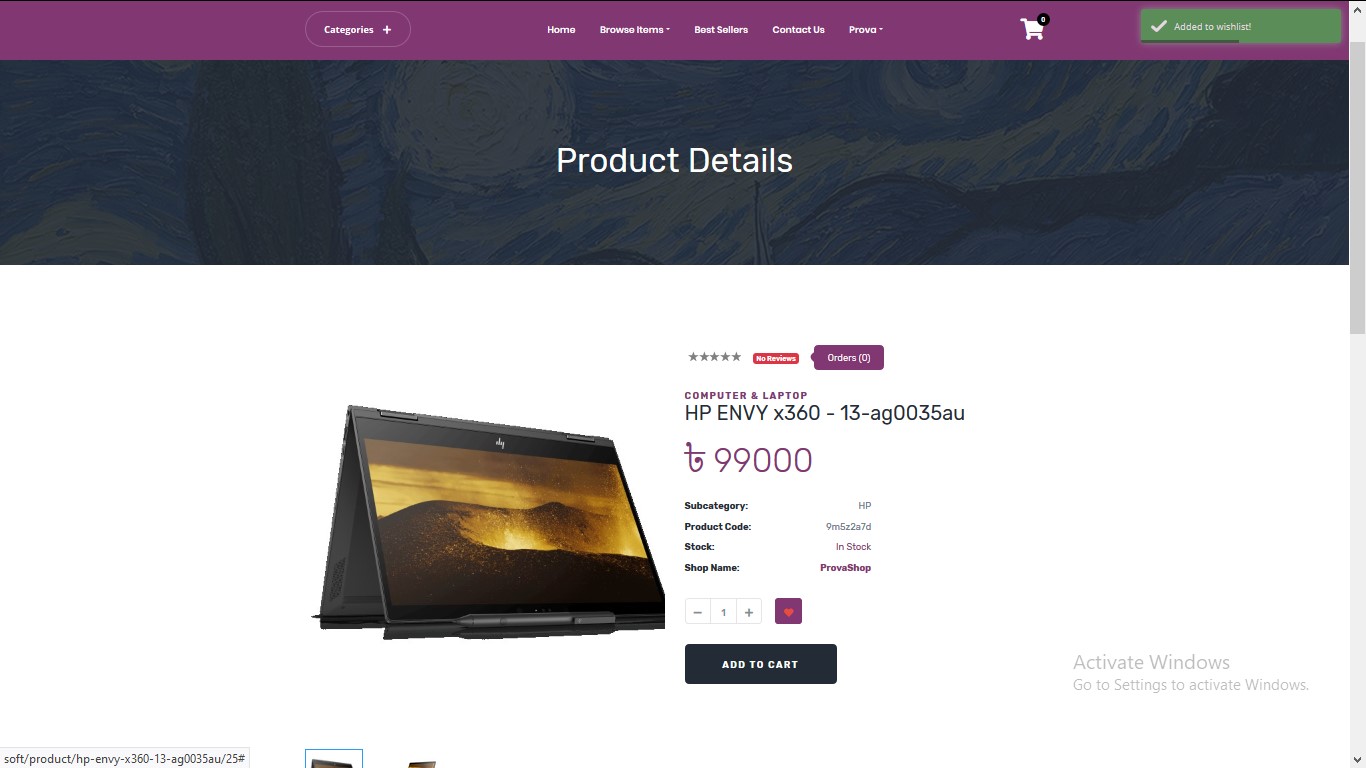 Categories +
Home Browse Items Best Sellers Contact Us Prova
0
Added to wishlist!
Product Details
No Reviews
Orders (0)
COMPUTER & LAPTOP
HP ENVY x360 - 13-ag0035au
৳ 99000
Subcategory: HP
Product Code: 9m5z2a7d
Stock: In Stock
Shop Name: ProvaShop
− 1 +
ADD TO CART
Activate Windows
Go to Settings to activate Windows.
soft/product/hp-envy-x360-13-ag0035au/25#